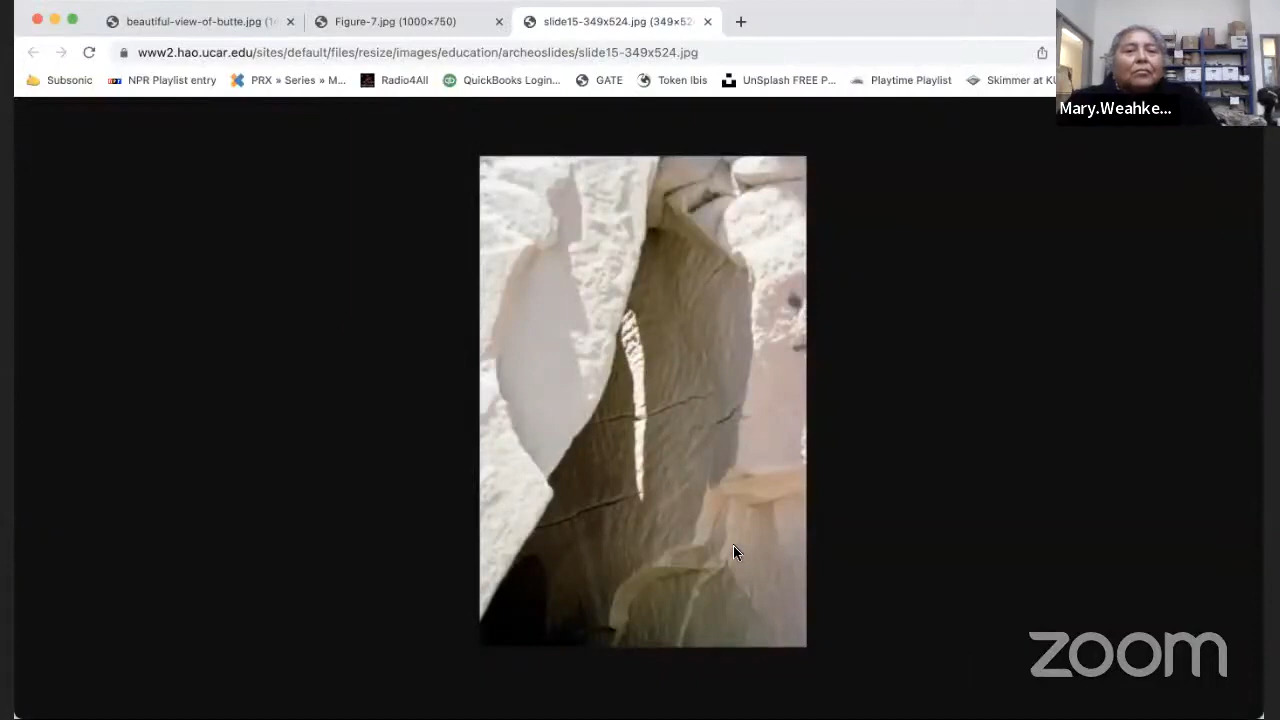 beautiful-view-of-butte.jpg (1
Figure-7.jpg (1000×750)
slide15-349x524.jpg (349×52
www2.hao.ucar.edu/sites/default/files/resize/images/education/archeoslides/slide15-349x524.jpg
Subsonic
NPR Playlist entry
PRX » Series » M...
Radio4All
QuickBooks Login...
GATE
Token Ibis
UnSplash FREE P...
Playtime Playlist
Skimmer at KU
Mary.Weahke...
zoom